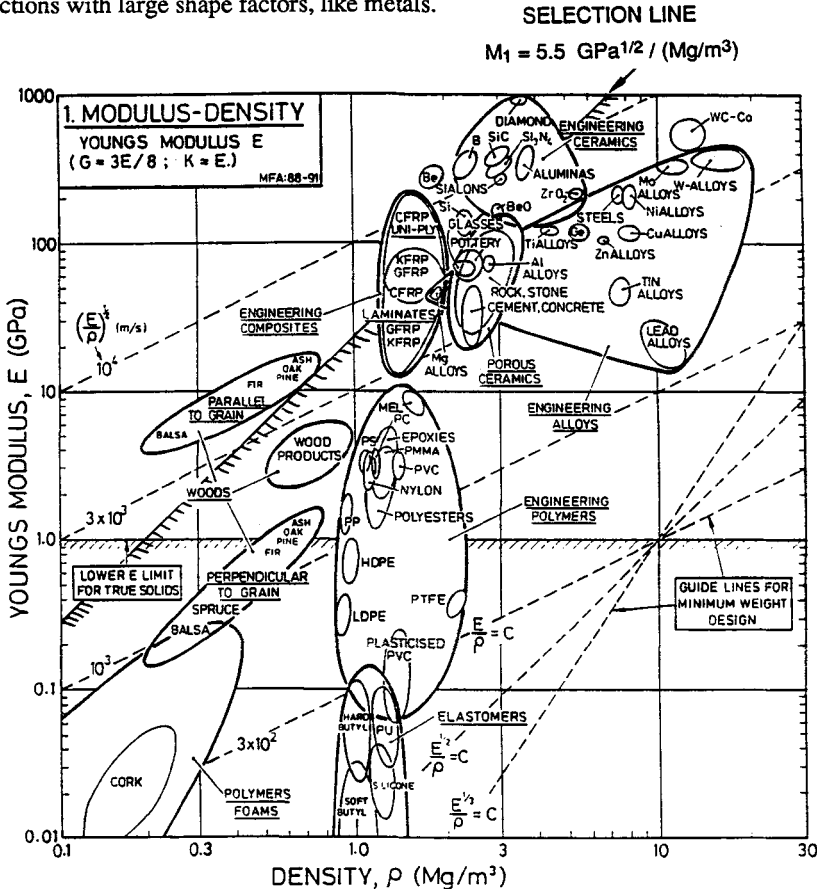 ctions with large shape factors, like metals.
SELECTION LINE
M₁ = 5.5 GPa^1/2 / (Mg/m³)
1. MODULUS-DENSITY
YOUNGS MODULUS E
(G = 3E/8 ; K ≈ E.)
MFA:88-91
YOUNGS MODULUS, E (GPa)
1000
100
10
1.0
0.1
0.01
DIAMOND
B
SiC
Si₃N₄
ENGINEERING
CERAMICS
WC-Co
Be
SIALONS
ALUMINAS
ZrO₂
BeO
Mo
ALLOYS
W-ALLOYS
Si
GLASSES
POTTERY
STEELS
Ni ALLOYS
Ti ALLOYS
Ge
Cu ALLOYS
Zn ALLOYS
CFRP
UNI-PLY
KFRP
GFRP
CFRP
LAMINATES
GFRP
KFRP
Al
ALLOYS
ROCK, STONE
CEMENT, CONCRETE
TIN
ALLOYS
LEAD
ALLOYS
Mg
ALLOYS
POROUS
CERAMICS
ENGINEERING
COMPOSITES
ENGINEERING
ALLOYS
(E/ρ)^1/2 (m/s)
10⁴
ASH
OAK
PINE
FIR
PARALLEL
TO GRAIN
BALSA
WOOD
PRODUCTS
WOODS
MEL
PC
PS
EPOXIES
PMMA
PVC
NYLON
POLYESTERS
PP
HDPE
LDPE
PTFE
PLASTICISED
PVC
ENGINEERING
POLYMERS
3×10³
LOWER E LIMIT
FOR TRUE SOLIDS
ASH
OAK
PINE
FIR
PERPENDICULAR
TO GRAIN
SPRUCE
BALSA
GUIDE LINES FOR
MINIMUM WEIGHT
DESIGN
10³
3×10²
E/ρ = C
E^1/2/ρ = C
E^1/3/ρ = C
HARD
BUTYL
PU
ELASTOMERS
SILICONE
SOFT
BUTYL
CORK
POLYMERS
FOAMS
0.1
0.3
1.0
3
10
30
DENSITY, ρ (Mg/m³)